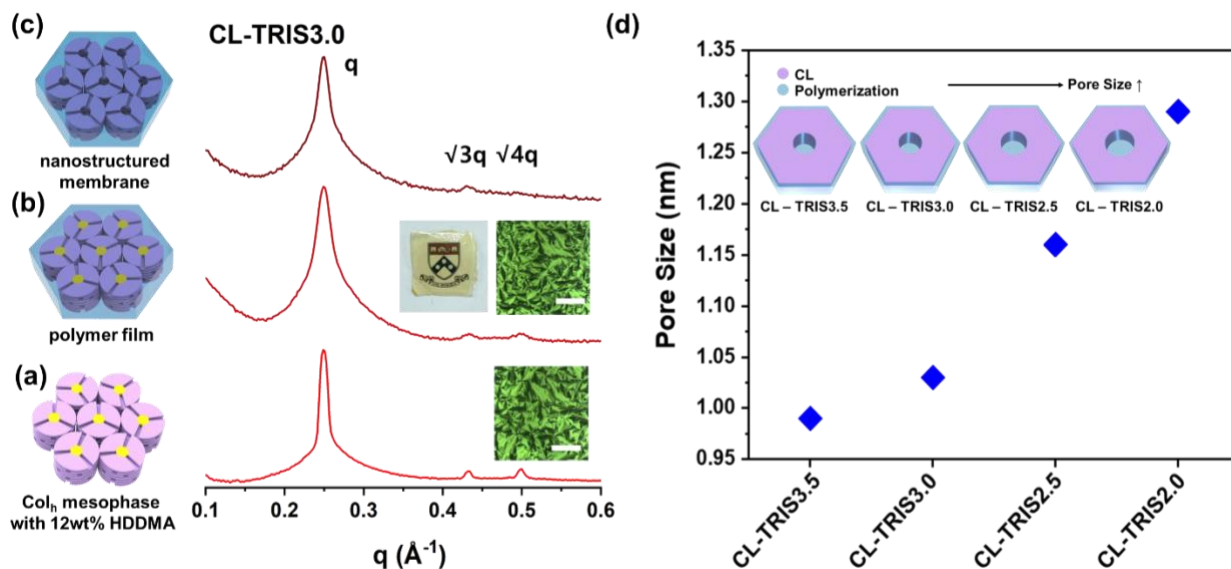 (c)
CL-TRIS3.0
q
√3q √4q
nanostructured
membrane
(b)
polymer film
(a)
Colₕ mesophase
with 12wt% HDDMA
0.1 0.2 0.3 0.4 0.5 0.6
q (Å⁻¹)
(d)
Pore Size (nm)
1.35
1.30
1.25
1.20
1.15
1.10
1.05
1.00
0.95
CL
Polymerization
Pore Size ↑
CL – TRIS3.5 CL – TRIS3.0 CL – TRIS2.5 CL – TRIS2.0
CL-TRIS3.5
CL-TRIS3.0
CL-TRIS2.5
CL-TRIS2.0